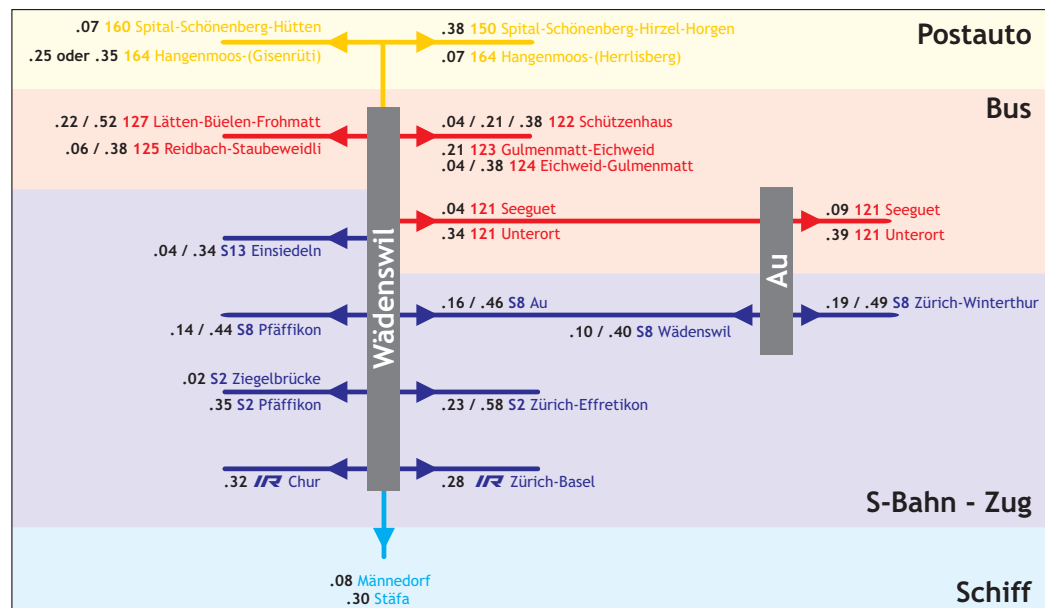 Postauto
.07 160 Spital-Schönenberg-Hütten
.25 oder .35 164 Hangenmoos-(Gisenrüti)
.38 150 Spital-Schönenberg-Hirzel-Horgen
.07 164 Hangenmoos-(Herrlisberg)
Bus
.22 / .52 127 Lätten-Büelen-Frohmatt
.06 / .38 125 Reidbach-Staubeweidli
.04 / .21 / .38 122 Schützenhaus
.21 123 Gulmenmatt-Eichweid
.04 / .38 124 Eichweid-Gulmenmatt
.04 121 Seeguet
.34 121 Unterort
.09 121 Seeguet
.39 121 Unterort
Wädenswil
Au
.04 / .34 S13 Einsiedeln
.14 / .44 S8 Pfäffikon
.16 / .46 S8 Au
.10 / .40 S8 Wädenswil
.19 / .49 S8 Zürich-Winterthur
.02 S2 Ziegelbrücke
.35 S2 Pfäffikon
.23 / .58 S2 Zürich-Effretikon
.32 IR Chur
.28 IR Zürich-Basel
S-Bahn - Zug
.08 Männedorf
.30 Stäfa
Schiff